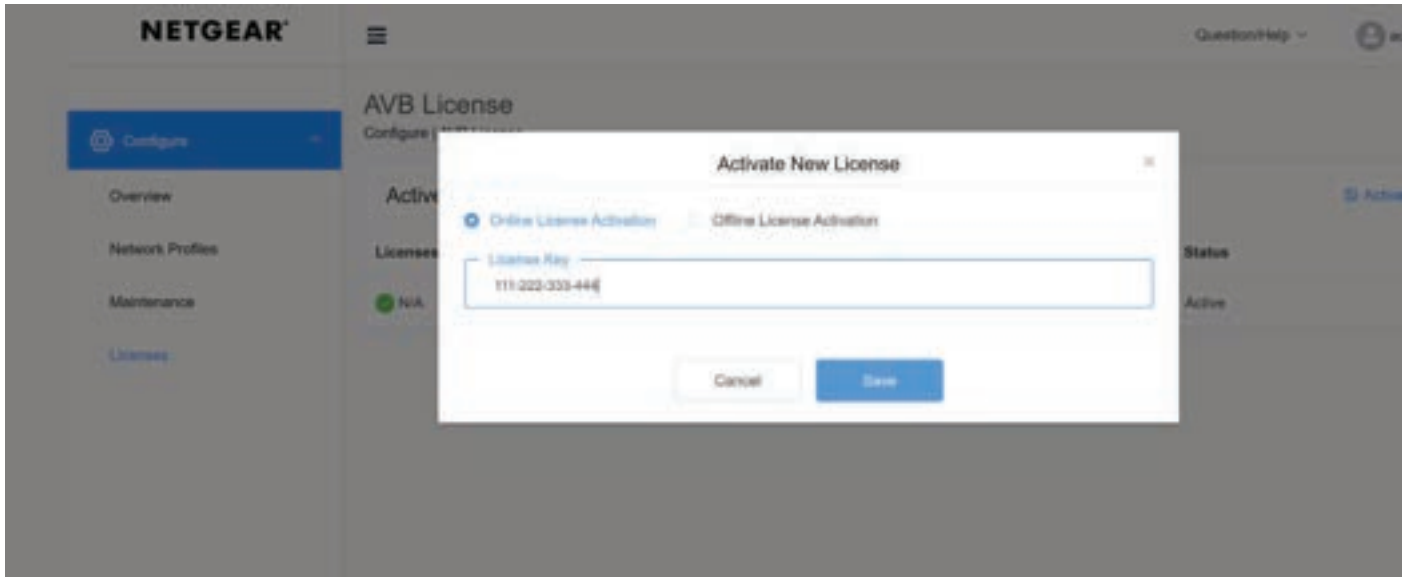 NETGEAR
Question/Help
AVB License
Configure |
Configure
Activate New License
Overview
Active
Online License Activation
Offline License Activation
Network Profiles
Licenses
License Key
Status
111-222-333-444
Maintenance
N/A
Active
Licenses
Cancel
Save